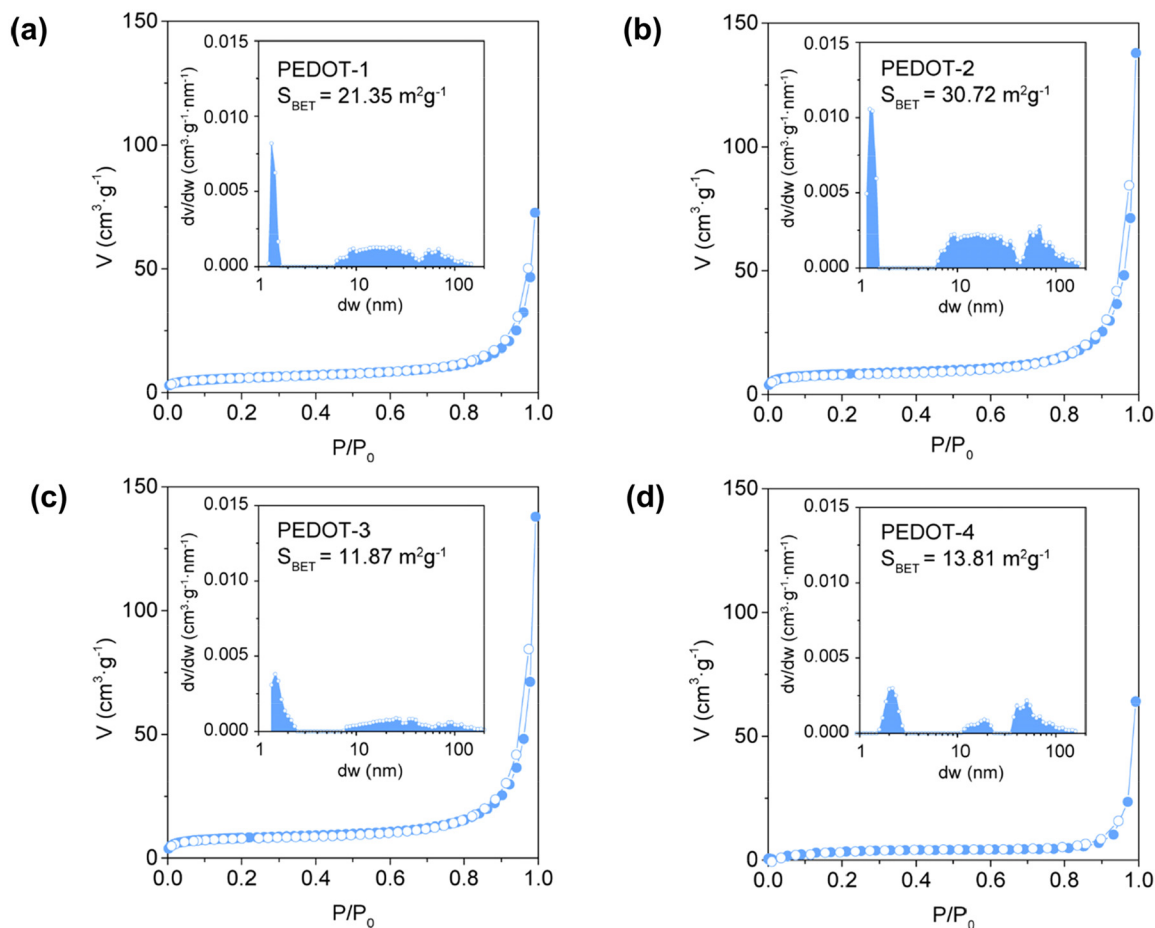 (a)
V (cm³·g⁻¹)
150
100
50
0
0.0 0.2 0.4 0.6 0.8 1.0
P/P₀
dv/dw (cm³·g⁻¹·nm⁻¹)
0.015
0.010
0.005
0.000
1 10 100
dw (nm)
PEDOT-1
S_BET = 21.35 m²g⁻¹
(b)
V (cm³·g⁻¹)
150
100
50
0
0.0 0.2 0.4 0.6 0.8 1.0
P/P₀
dv/dw (cm³·g⁻¹·nm⁻¹)
0.015
0.010
0.005
0.000
1 10 100
dw (nm)
PEDOT-2
S_BET = 30.72 m²g⁻¹
(c)
V (cm³·g⁻¹)
150
100
50
0
0.0 0.2 0.4 0.6 0.8 1.0
P/P₀
dv/dw (cm³·g⁻¹·nm⁻¹)
0.015
0.010
0.005
0.000
1 10 100
dw (nm)
PEDOT-3
S_BET = 11.87 m²g⁻¹
(d)
V (cm³·g⁻¹)
150
100
50
0
0.0 0.2 0.4 0.6 0.8 1.0
P/P₀
dv/dw (cm³·g⁻¹·nm⁻¹)
0.015
0.010
0.005
0.000
1 10 100
dw (nm)
PEDOT-4
S_BET = 13.81 m²g⁻¹